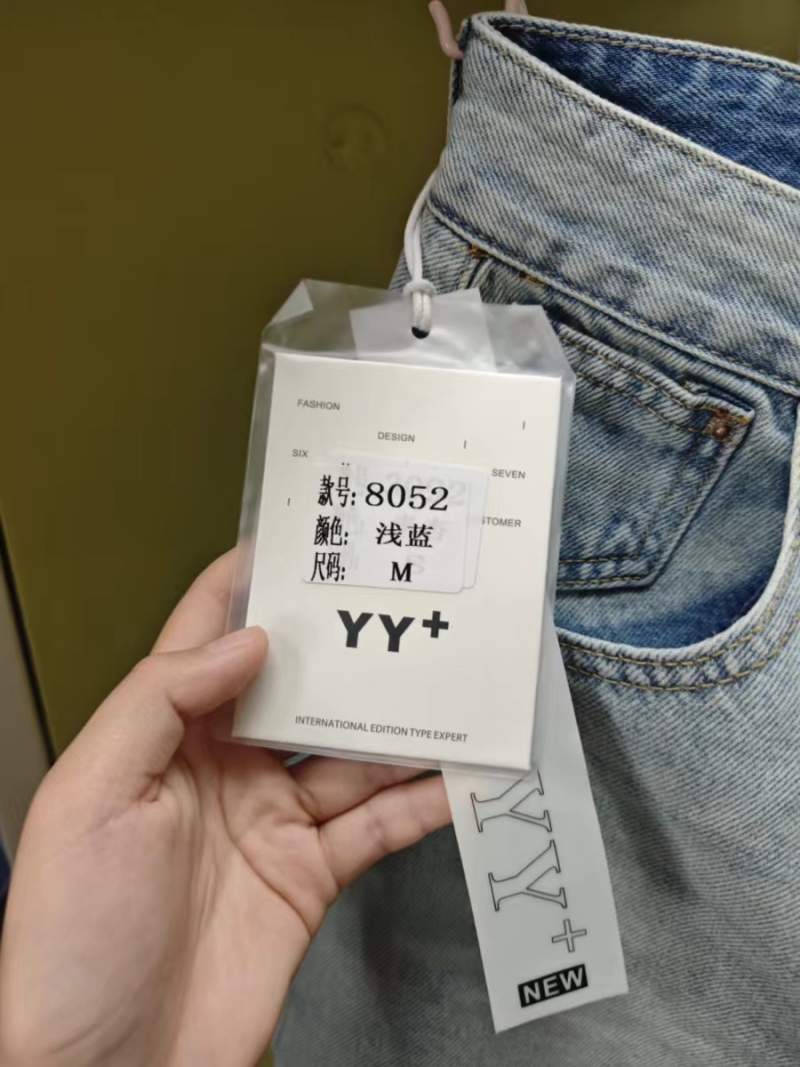 FASHION
DESIGN
SIX
SEVEN
STOMER
款号: 8052
颜色: 浅蓝
尺码: M
YY+
INTERNATIONAL EDITION TYPE EXPERT
YY+
NEW